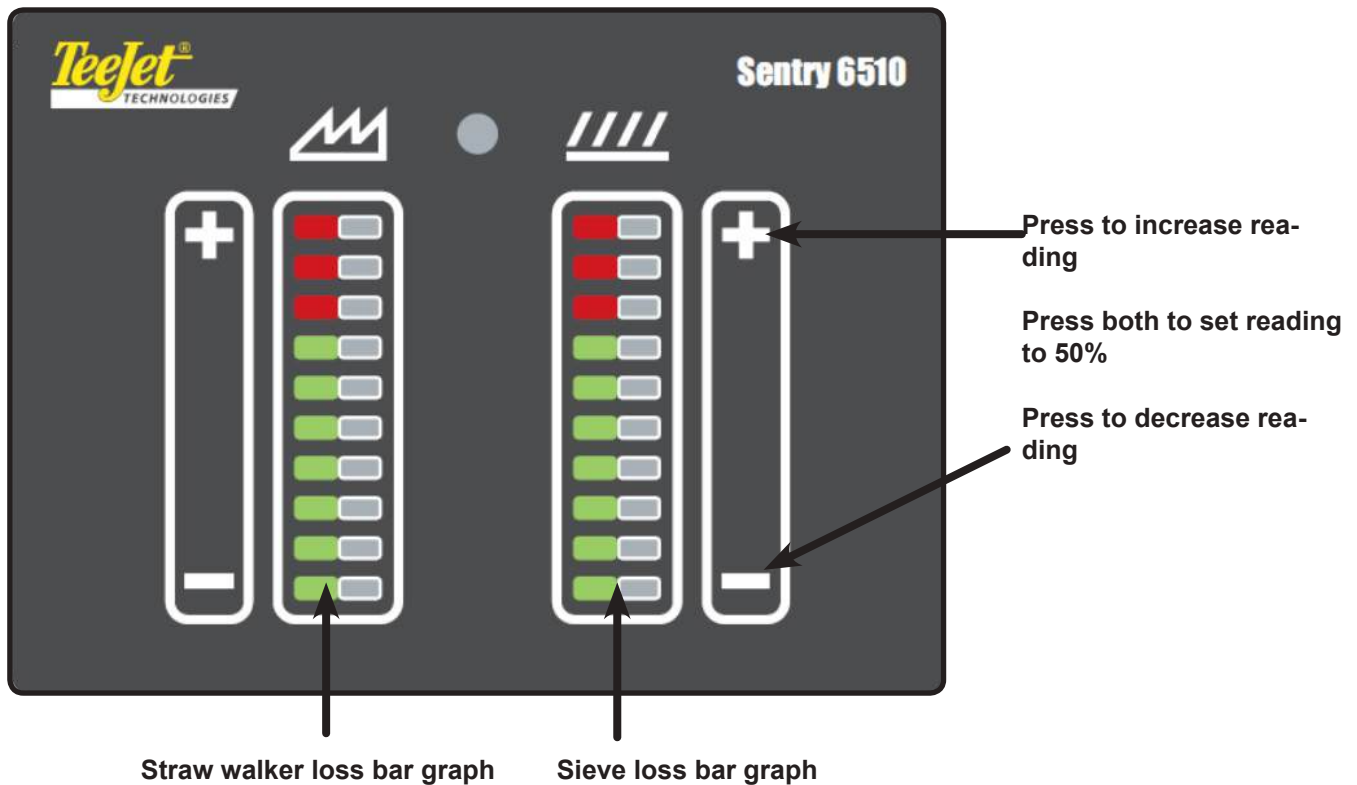 TeeJet®
TECHNOLOGIES
Sentry 6510
+
+
-
-
Press to increase rea-
ding
Press both to set reading
to 50%
Press to decrease rea-
ding
Straw walker loss bar graph
Sieve loss bar graph